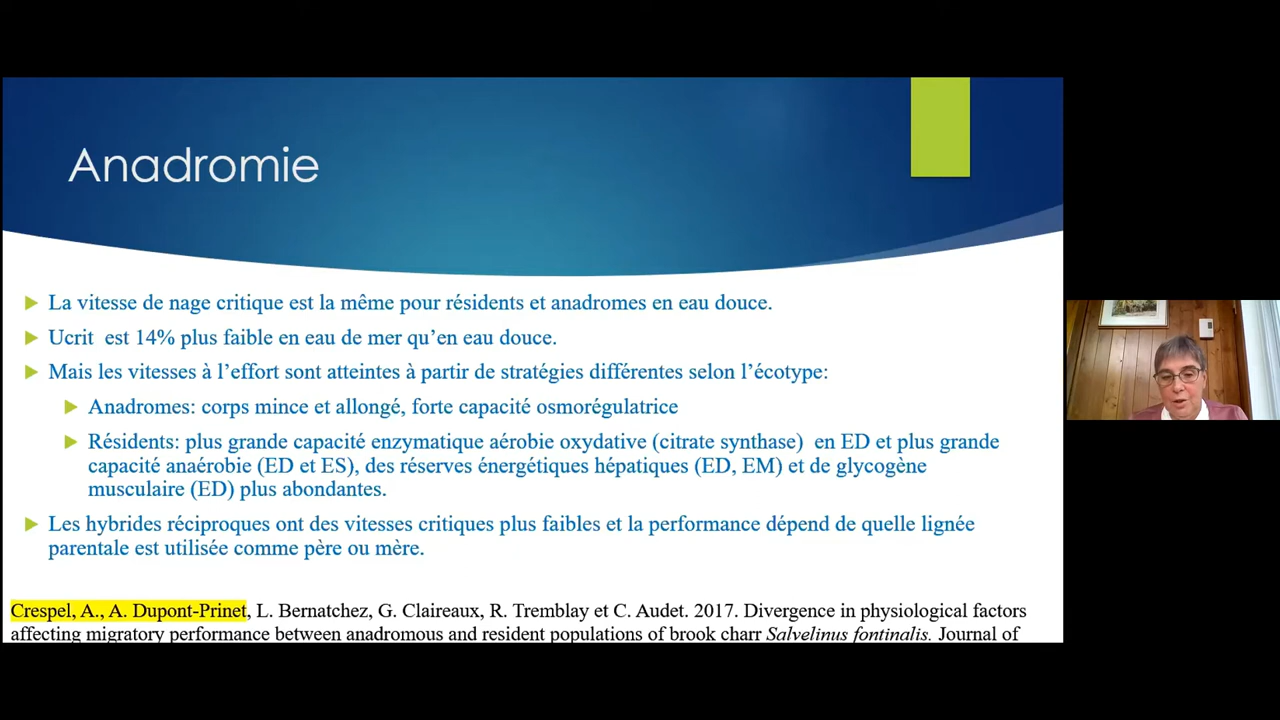 Anadromie
La vitesse de nage critique est la même pour résidents et anadromes en eau douce.
Ucrit est 14% plus faible en eau de mer qu'en eau douce.
Mais les vitesses à l'effort sont atteintes à partir de stratégies différentes selon l'écotype:
Anadromes: corps mince et allongé, forte capacité osmorégulatrice
Résidents: plus grande capacité enzymatique aérobie oxydative (citrate synthase) en ED et plus grande
capacité anaérobie (ED et ES), des réserves énergétiques hépatiques (ED, EM) et de glycogène
musculaire (ED) plus abondantes.
Les hybrides réciproques ont des vitesses critiques plus faibles et la performance dépend de quelle lignée
parentale est utilisée comme père ou mère.
Crespel, A., A. Dupont-Prinet, L. Bernatchez, G. Claireaux, R. Tremblay et C. Audet. 2017. Divergence in physiological factors
affecting migratory performance between anadromous and resident populations of brook charr Salvelinus fontinalis. Journal of